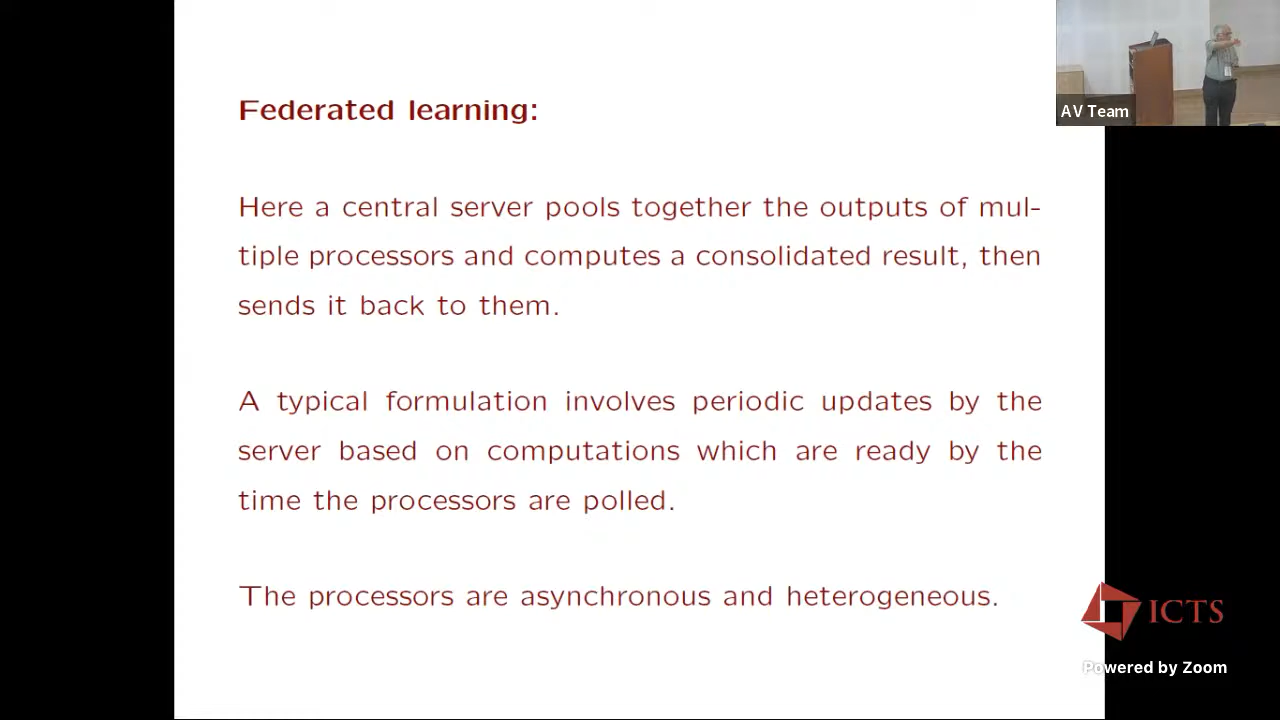 Federated learning:
Here a central server pools together the outputs of mul-
tiple processors and computes a consolidated result, then
sends it back to them.
A typical formulation involves periodic updates by the
server based on computations which are ready by the
time the processors are polled.
The processors are asynchronous and heterogeneous.
AV Team
ICTS
Powered by Zoom